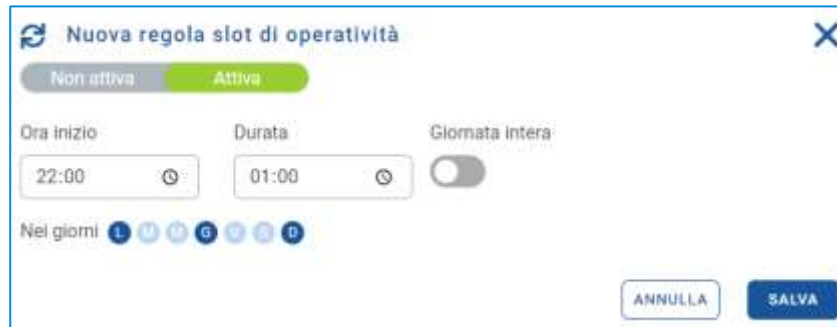 Nuova regola slot di operatività
Non attiva Attiva
Ora inizio Durata Giornata intera
22:00 01:00
Nei giorni L M M G V S D
ANNULLA SALVA